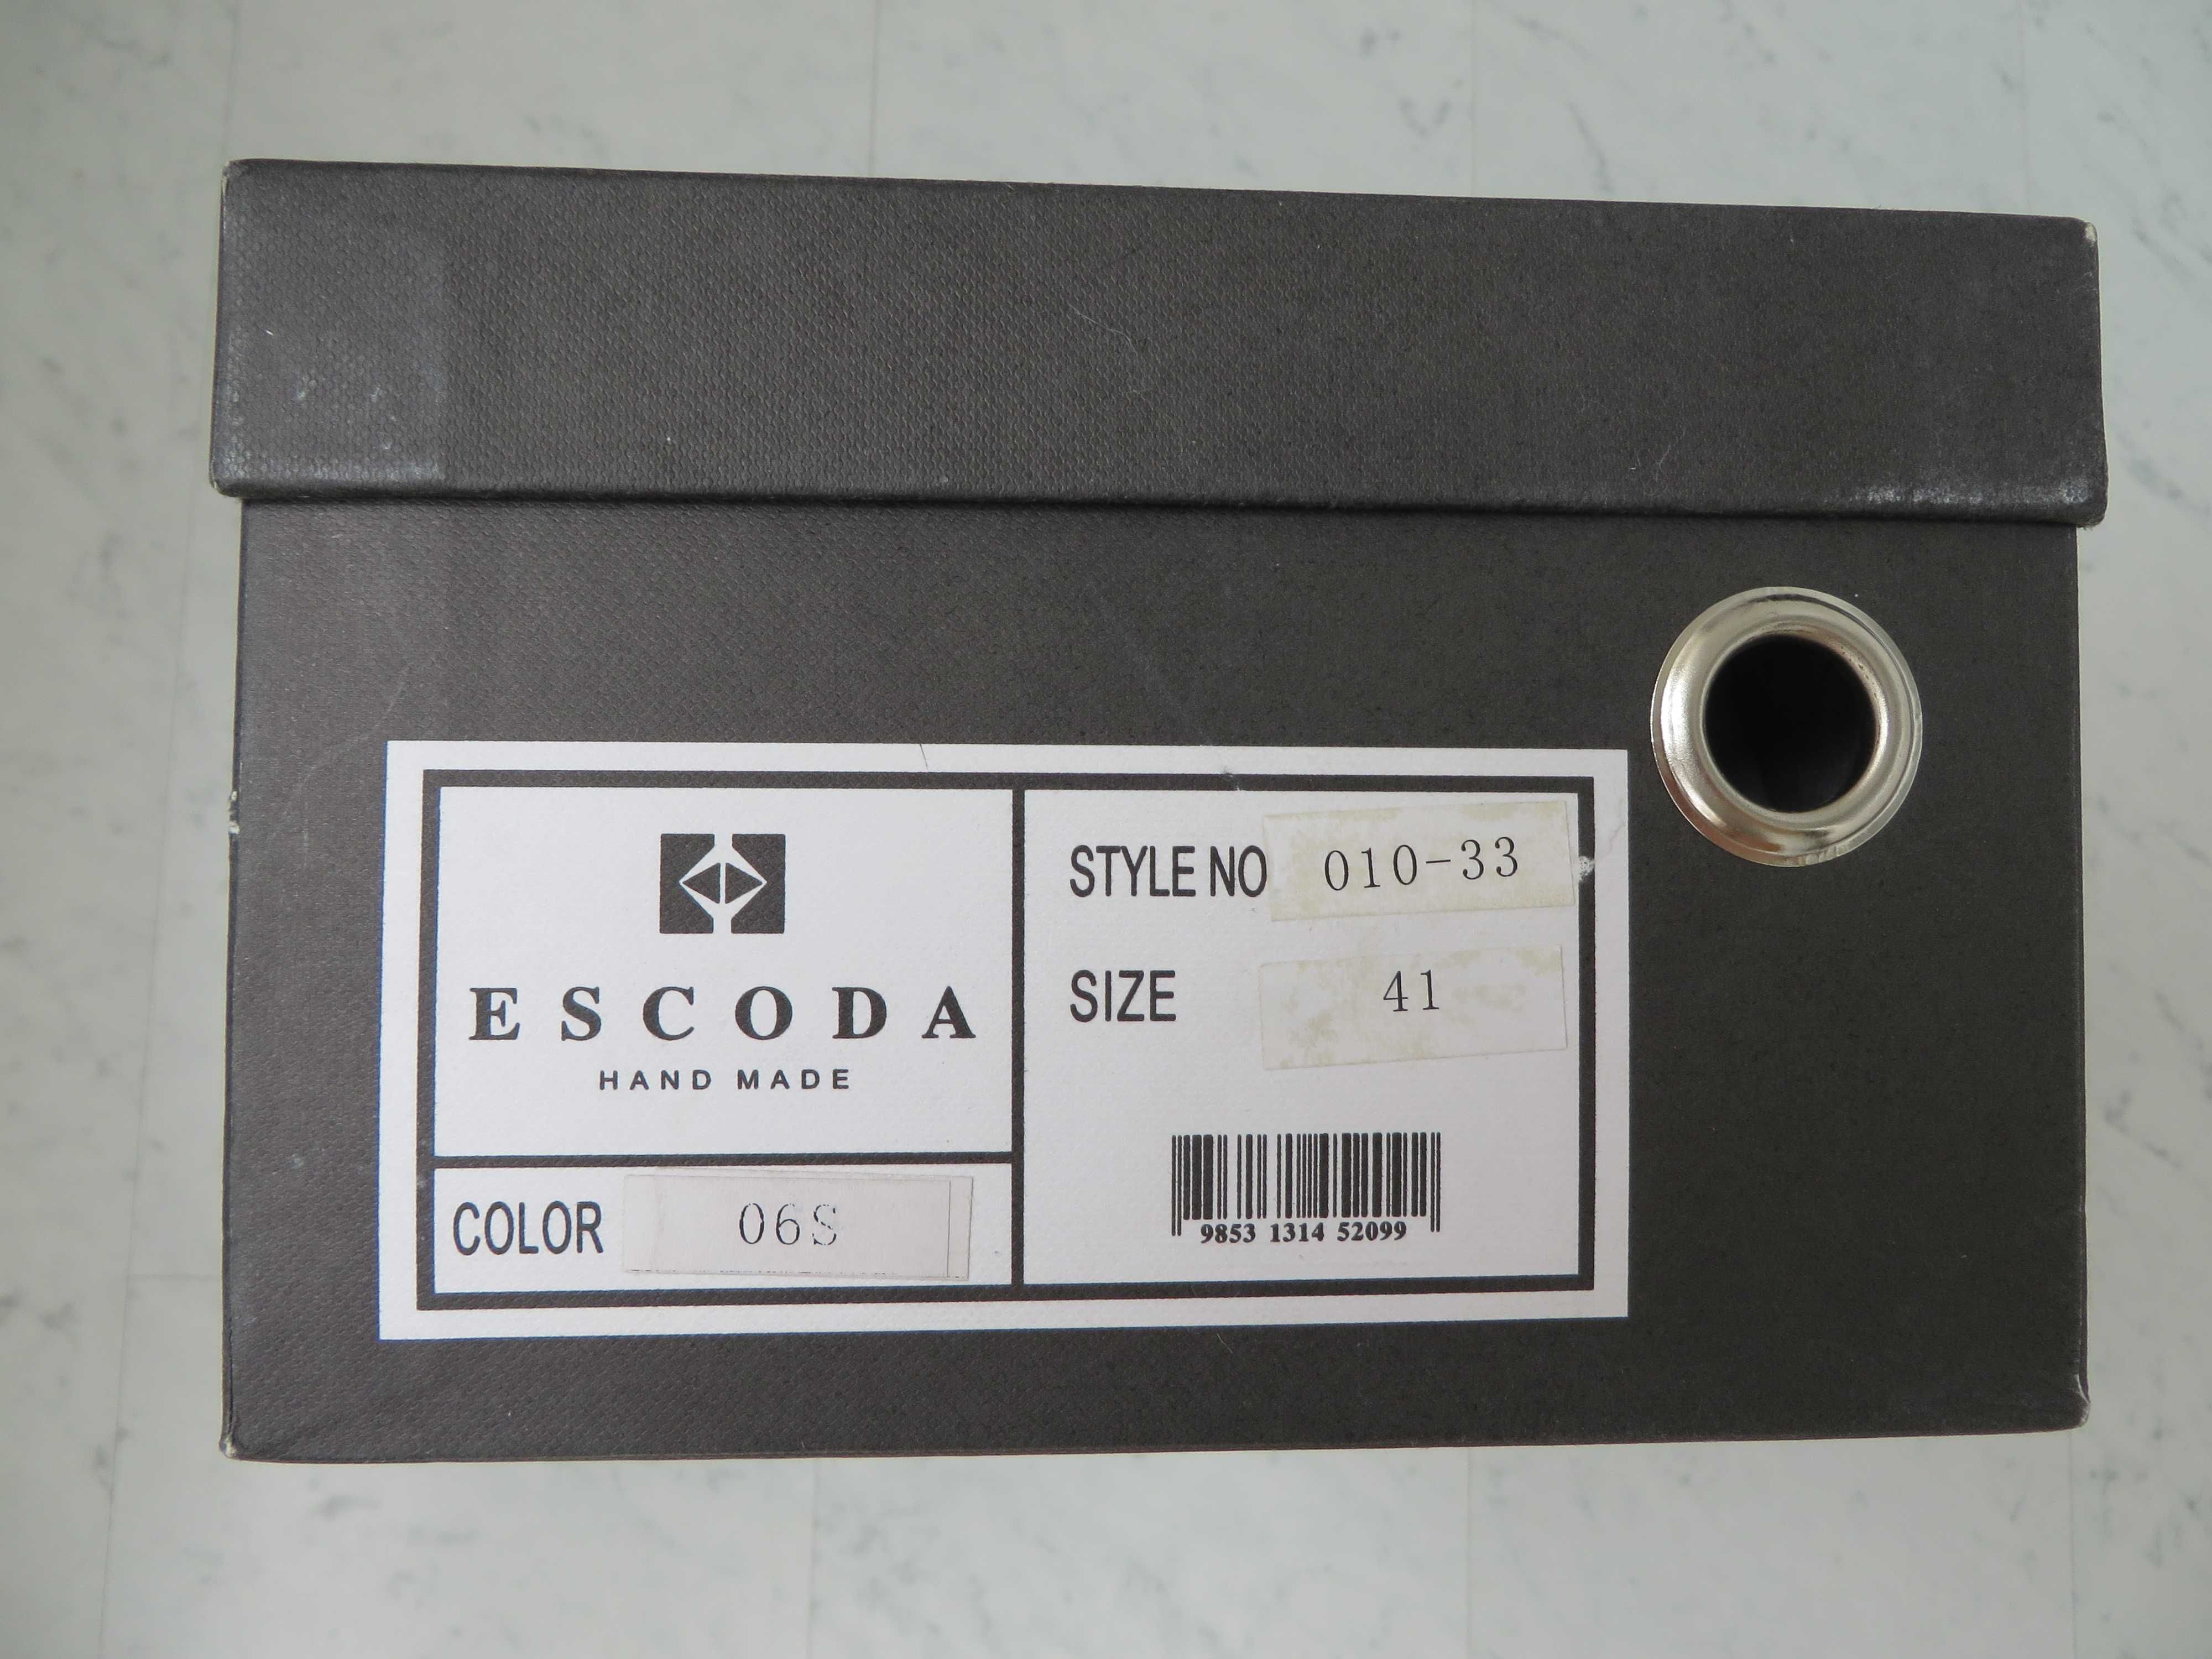 ESCODA
HAND MADE
COLOR 06S
STYLE NO 010-33
SIZE 41
9853 1314 52099